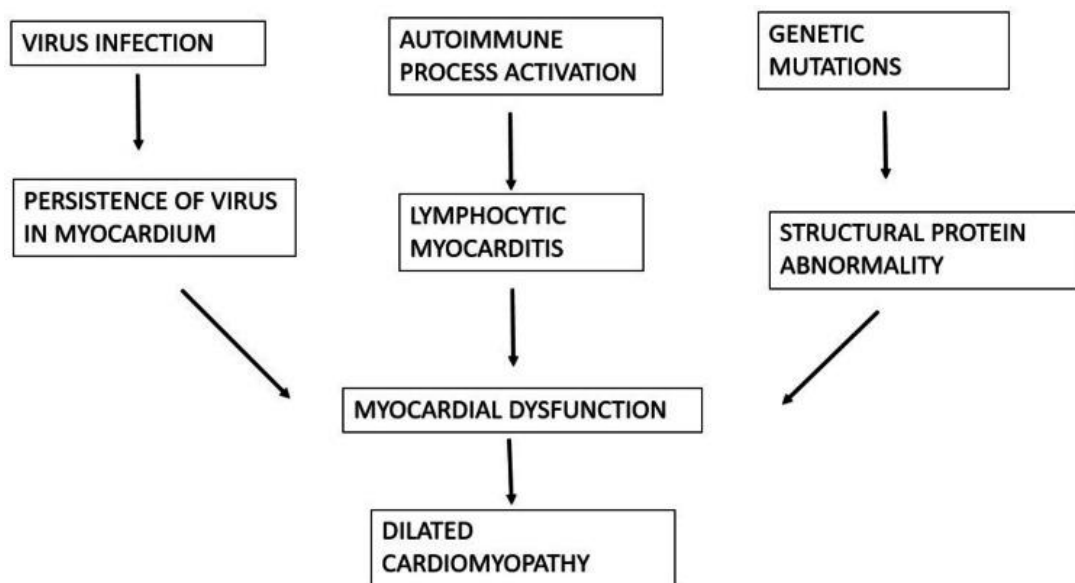 VIRUS INFECTION
AUTOIMMUNE
PROCESS ACTIVATION
GENETIC
MUTATIONS
PERSISTENCE OF VIRUS
IN MYOCARDIUM
LYMPHOCYTIC
MYOCARDITIS
STRUCTURAL PROTEIN
ABNORMALITY
MYOCARDIAL DYSFUNCTION
DILATED
CARDIOMYOPATHY